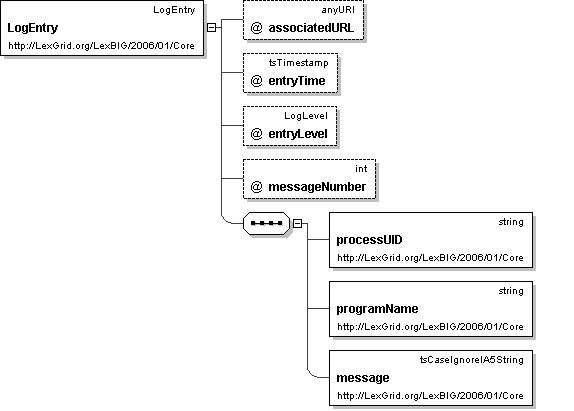 LogEntry
LogEntry
http://LexGrid.org/LexBIG/2006/01/Core
anyURI
@ associatedURL
tsTimestamp
@ entryTime
LogLevel
@ entryLevel
int
@ messageNumber
string
processUID
http://LexGrid.org/LexBIG/2006/01/Core
string
programName
http://LexGrid.org/LexBIG/2006/01/Core
tsCaseIgnoreIA5String
message
http://LexGrid.org/LexBIG/2006/01/Core